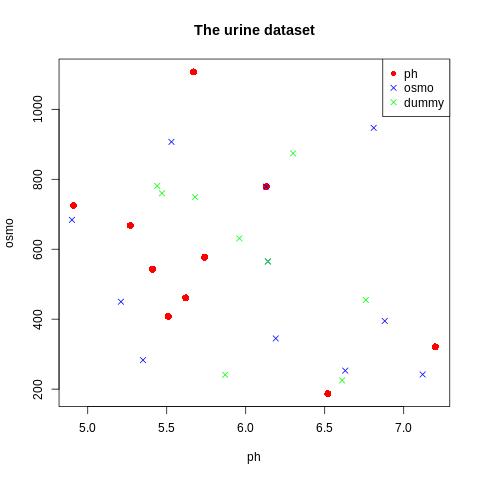 The urine dataset
ph
osmo
dummy
1000
800
600
400
200
osmo
5.0 5.5 6.0 6.5 7.0
ph